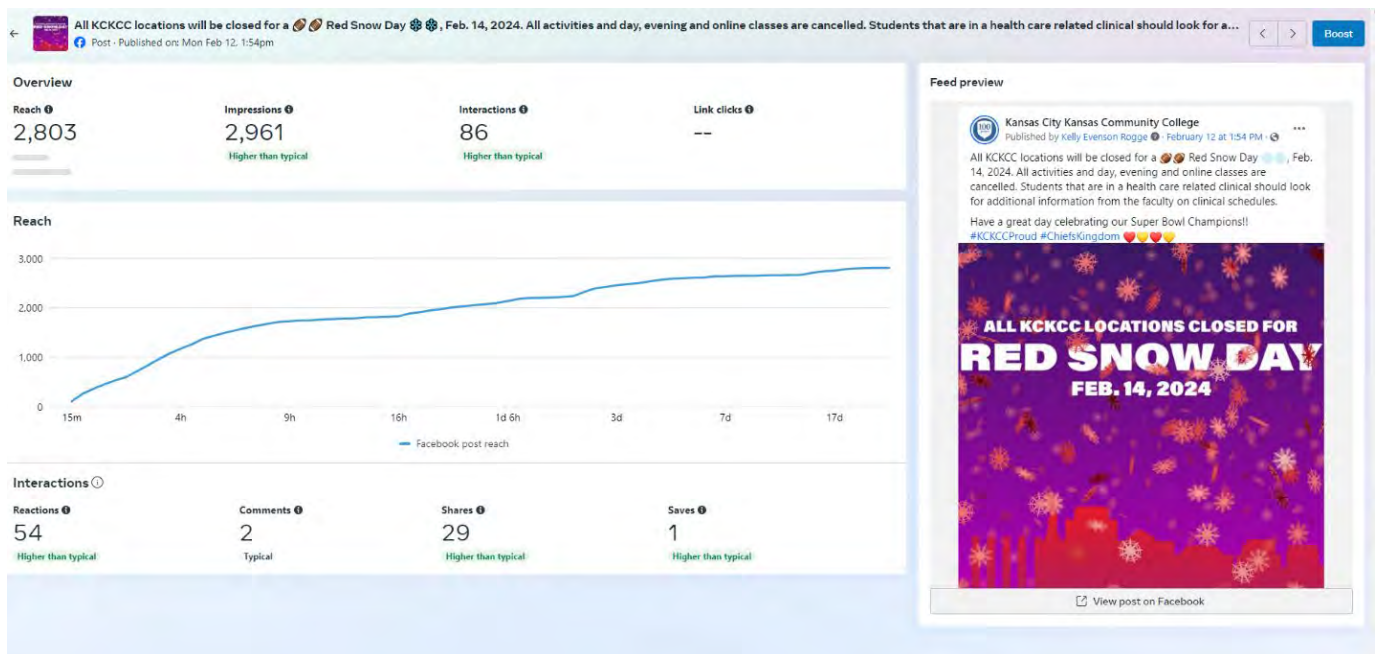 All KCKCC locations will be closed for a 🏈🏈 Red Snow Day ❄❄, Feb. 14, 2024. All activities and day, evening and online classes are cancelled. Students that are in a health care related clinical should look for a...
Post · Published on: Mon Feb 12, 1:54pm
Boost
Overview
Reach Impressions Interactions Link clicks
2,803 2,961 86 --
Higher than typical Higher than typical
Reach
3,000
2,000
1,000
0
15m 4h 9h 16h 1d 6h 3d 7d 17d
Facebook post reach
Interactions
Reactions Comments Shares Saves
54 2 29 1
Higher than typical Typical Higher than typical Higher than typical
Feed preview
Kansas City Kansas Community College
Published by Kelly Evenson Rogge · February 12 at 1:54 PM ·
All KCKCC locations will be closed for a 🏈🏈 Red Snow Day ❄❄, Feb.
14, 2024. All activities and day, evening and online classes are
cancelled. Students that are in a health care related clinical should look
for additional information from the faculty on clinical schedules.
Have a great day celebrating our Super Bowl Champions!!
#KCKCCProud #ChiefsKingdom ❤️💛❤️💛
ALL KCKCC LOCATIONS CLOSED FOR
RED SNOW DAY
FEB. 14, 2024
View post on Facebook